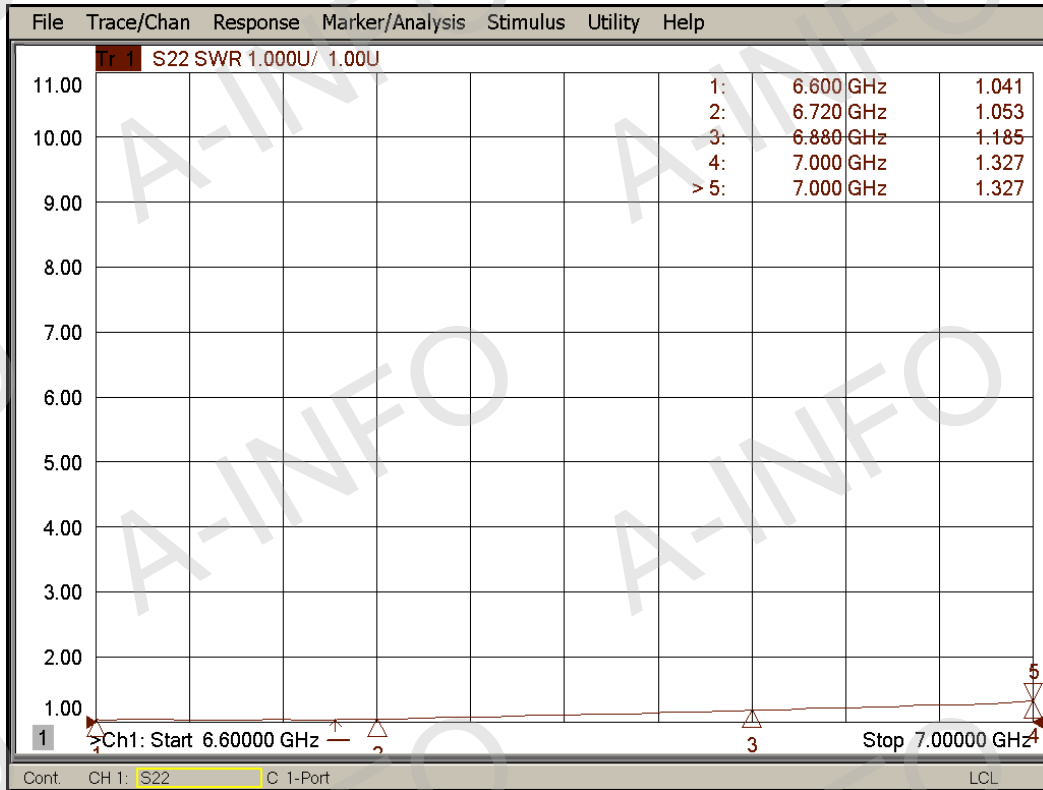 File Trace/Chan Response Marker/Analysis Stimulus Utility Help
Tr 1 S22 SWR 1.000U/ 1.00U
11.00
10.00
9.00
8.00
7.00
6.00
5.00
4.00
3.00
2.00
1.00
1: 6.600 GHz 1.041
2: 6.720 GHz 1.053
3: 6.880 GHz 1.185
4: 7.000 GHz 1.327
> 5: 7.000 GHz 1.327
A-INFO
A-INFO
A-INFO
A-INFO
5
1 2 3 4
1 >Ch1: Start 6.60000 GHz — Stop 7.00000 GHz
Cont. CH 1: S22 C 1-Port LCL